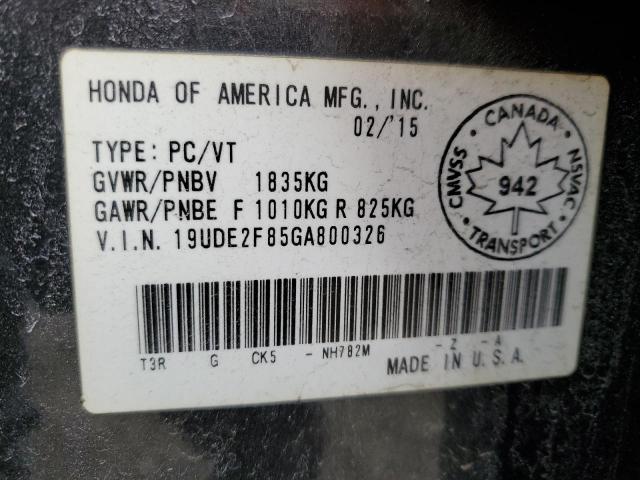 HONDA OF AMERICA MFG., INC.
02/'15
TYPE: PC/VT
GVWR/PNBV 1835KG
GAWR/PNBE F 1010KG R 825KG
V.I.N. 19UDE2F85GA800326
CANADA
CMVSS
NSVAC
942
TRANSPORT
T3R G CK5 - NH782M - Z - A
MADE IN U.S.A.